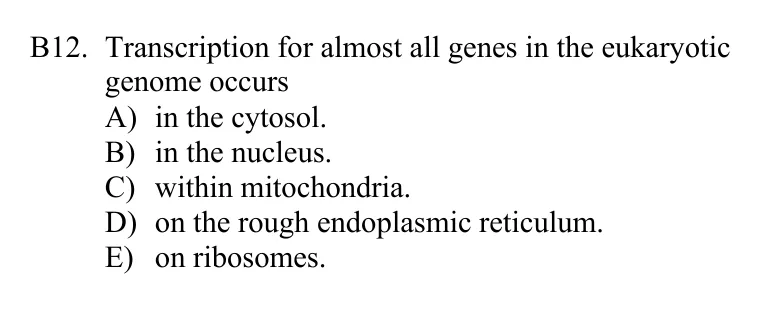 B12. Transcription for almost all genes in the eukaryotic
genome occurs
A) in the cytosol.
B) in the nucleus.
C) within mitochondria.
D) on the rough endoplasmic reticulum.
E) on ribosomes.